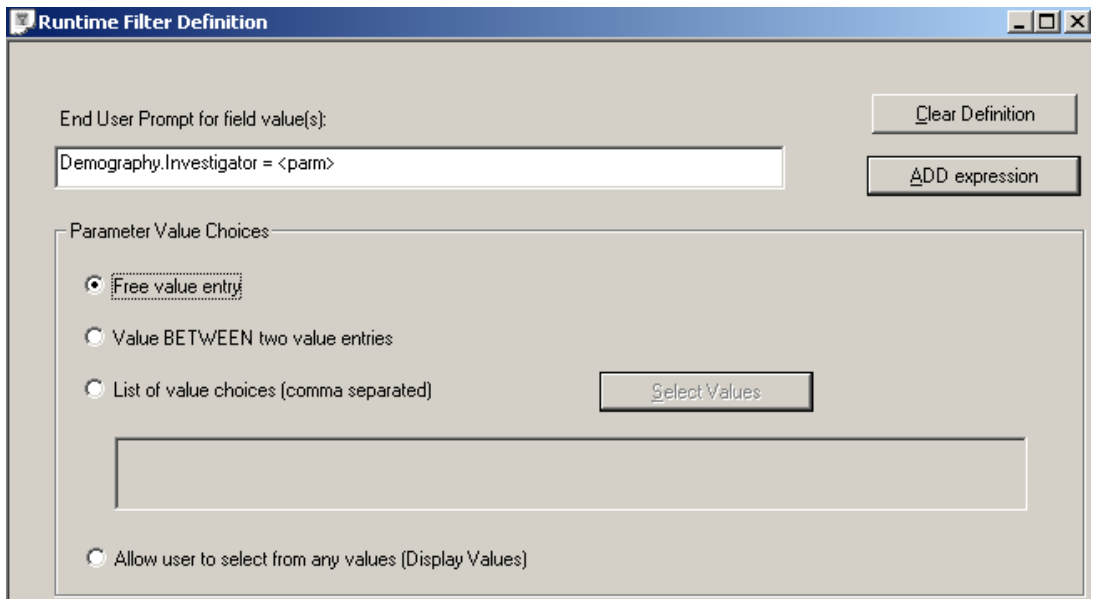 Runtime Filter Definition
End User Prompt for field value(s):
Clear Definition
Demography.Investigator = <parm>
ADD expression
Parameter Value Choices
Free value entry
Value BETWEEN two value entries
List of value choices (comma separated)
Select Values
Allow user to select from any values (Display Values)